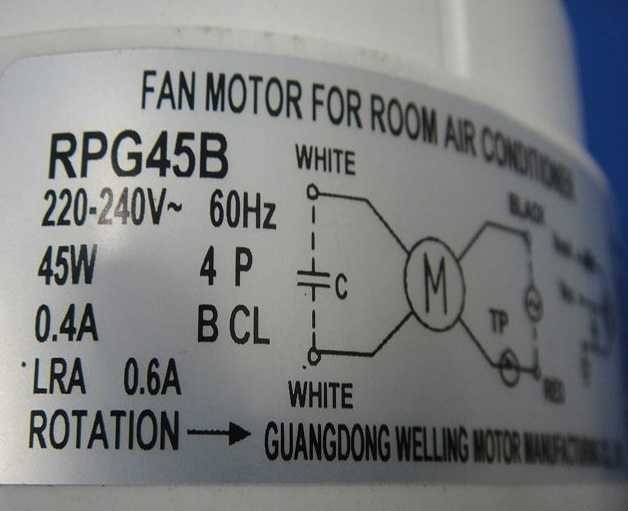 FAN MOTOR FOR ROOM AIR CONDITIONER
RPG45B
WHITE
220-240V~ 60Hz
BLACK
45W 4 P
C
M
0.4A B CL
TP
LRA 0.6A
WHITE
RED
ROTATION
GUANGDONG WELLING MOTOR MANUFACTURING CO.